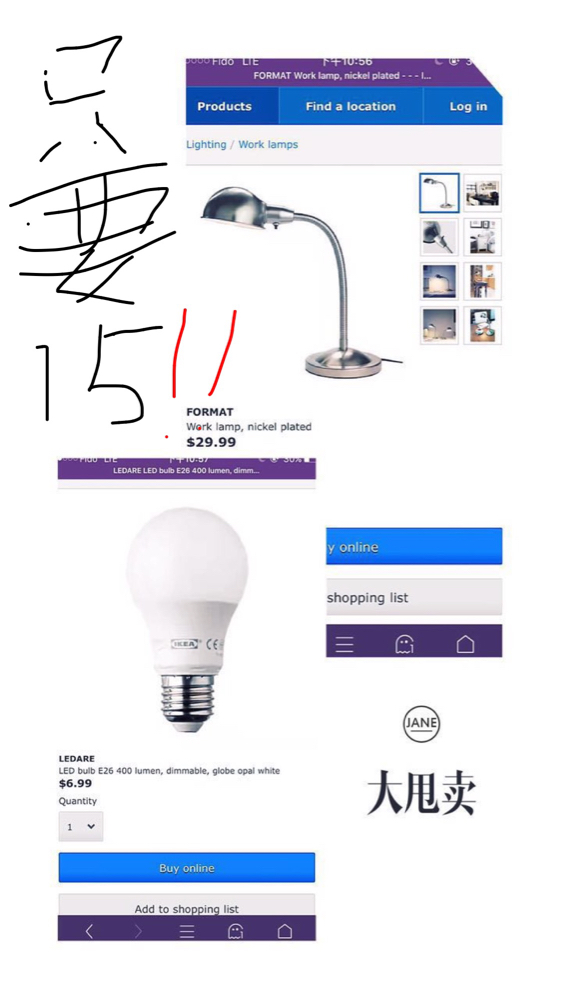 只
要
15!!
Fido LTE 下午10:56
FORMAT Work lamp, nickel plated - - - I...
Products Find a location Log in
Lighting / Work lamps
FORMAT
Work lamp, nickel plated
$29.99
Fido LTE 下午10:57 30%
LEDARE LED bulb E26 400 lumen, dimm...
IKEA CE
LEDARE
LED bulb E26 400 lumen, dimmable, globe opal white
$6.99
Quantity
1
Buy online
Add to shopping list
y online
shopping list
JANE
大甩卖